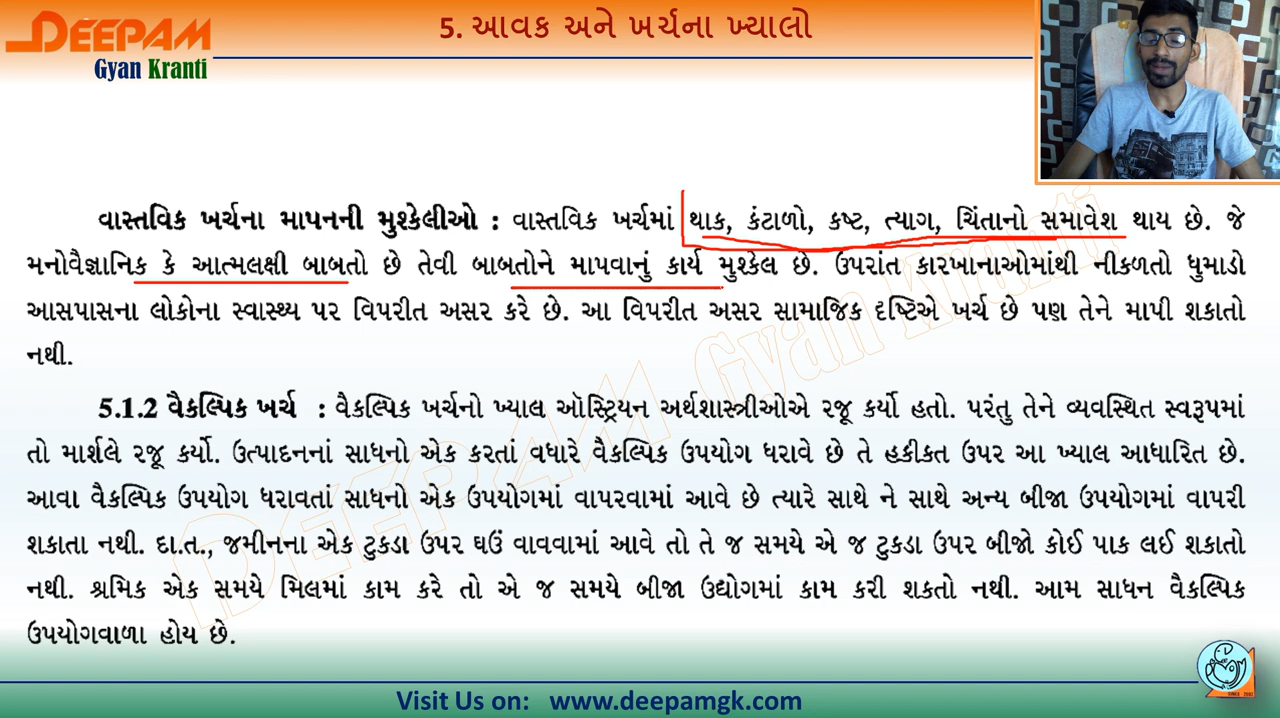 DEEPAM
Gyan Kranti
5. આવક અને ખર્ચના ખ્યાલો
વાસ્તવિક ખર્ચના માપનની મુશ્કેલીઓ : વાસ્તવિક ખર્ચમાં થાક, કંટાળો, કષ્ટ, ત્યાગ, ચિંતાનો સમાવેશ થાય છે. જે
મનોવૈજ્ઞાનિક કે આત્મલક્ષી બાબતો છે તેવી બાબતોને માપવાનું કાર્ય મુશ્કેલ છે. ઉપરાંત કારખાનાઓમાંથી નીકળતો ધુમાડો
આસપાસના લોકોના સ્વાસ્થ્ય પર વિપરીત અસર કરે છે. આ વિપરીત અસર સામાજિક દૃષ્ટિએ ખર્ચ છે પણ તેને માપી શકાતો
નથી.
5.1.2 વૈકલ્પિક ખર્ચ : વૈકલ્પિક ખર્ચનો ખ્યાલ ઑસ્ટ્રિયન અર્થશાસ્ત્રીઓએ રજૂ કર્યો હતો. પરંતુ તેને વ્યવસ્થિત સ્વરૂપમાં
તો માર્શલે રજૂ કર્યો. ઉત્પાદનનાં સાધનો એક કરતાં વધારે વૈકલ્પિક ઉપયોગ ધરાવે છે તે હકીકત ઉપર આ ખ્યાલ આધારિત છે.
આવા વૈકલ્પિક ઉપયોગ ધરાવતાં સાધનો એક ઉપયોગમાં વાપરવામાં આવે છે ત્યારે સાથે ને સાથે અન્ય બીજા ઉપયોગમાં વાપરી
શકાતા નથી. દા.ત., જમીનના એક ટુકડા ઉપર ઘઉં વાવવામાં આવે તો તે જ સમયે એ જ ટુકડા ઉપર બીજો કોઈ પાક લઈ શકાતો
નથી. શ્રમિક એક સમયે મિલમાં કામ કરે તો એ જ સમયે બીજા ઉદ્યોગમાં કામ કરી શકતો નથી. આમ સાધન વૈકલ્પિક
ઉપયોગવાળા હોય છે.
DEEPAM Gyan Kranti
Visit Us on: www.deepamgk.com